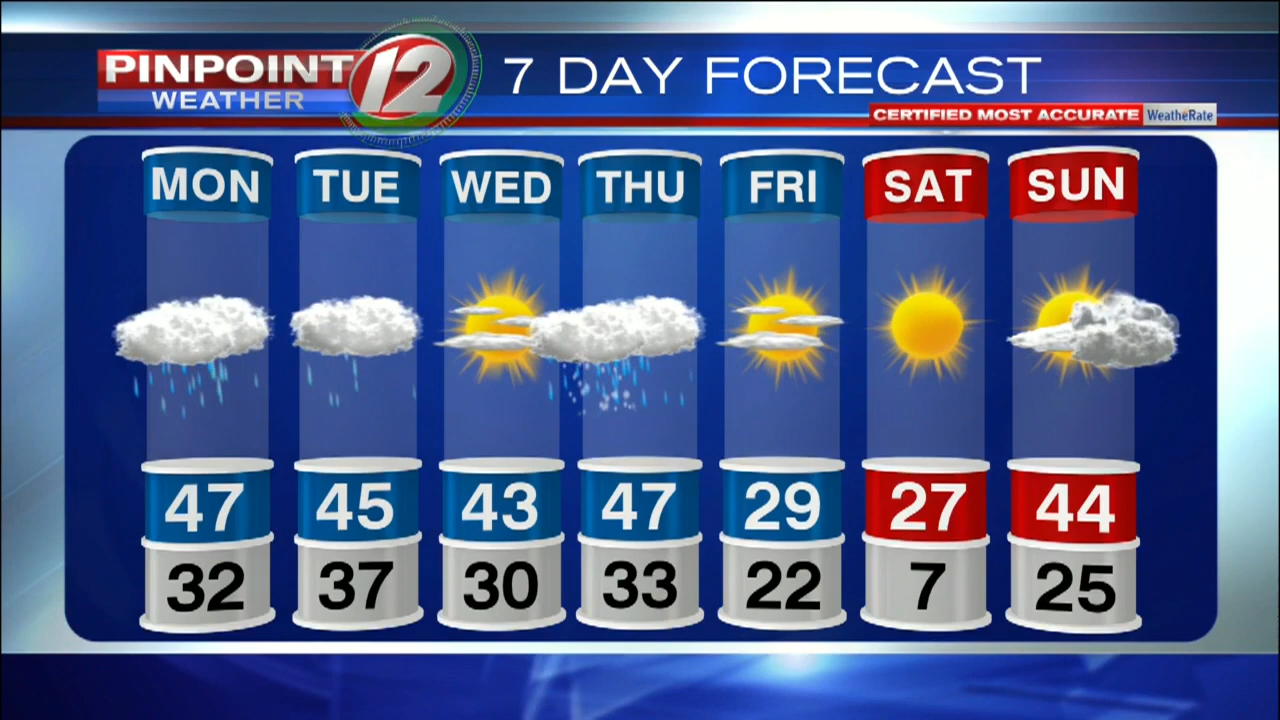 PINPOINT 12
WEATHER
7 DAY FORECAST
CERTIFIED MOST ACCURATE WeatheRate
MON TUE WED THU FRI SAT SUN
47 45 43 47 29 27 44
32 37 30 33 22 7 25